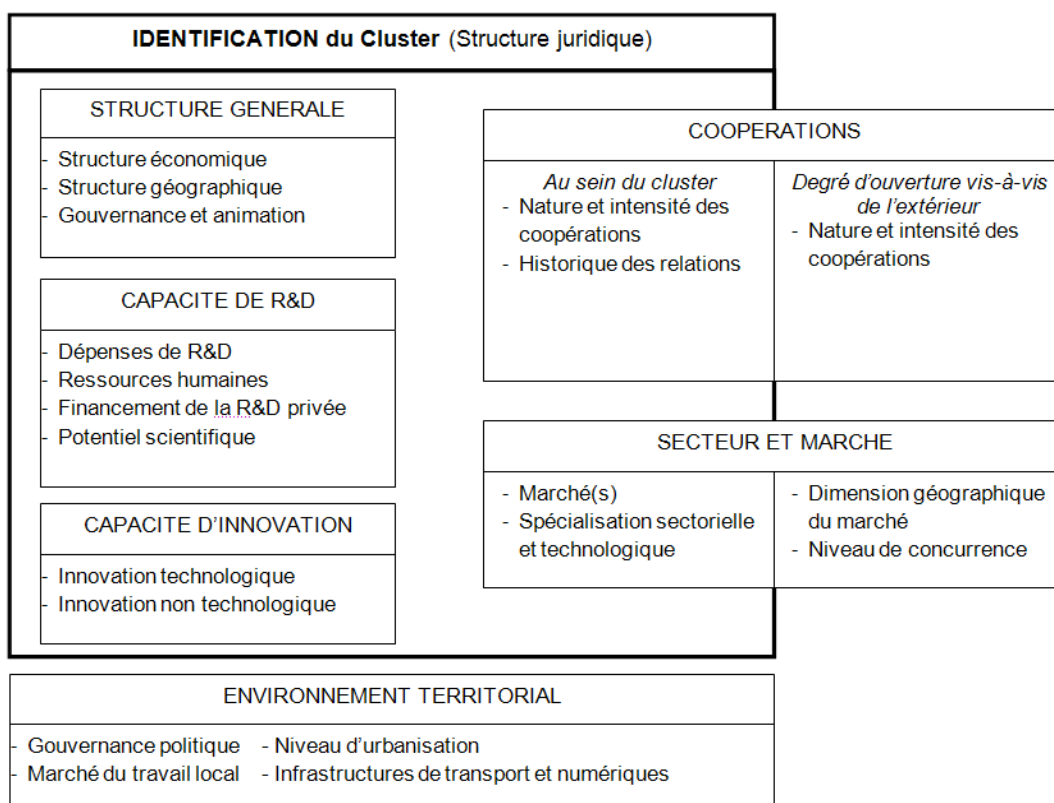 IDENTIFICATION du Cluster (Structure juridique)
STRUCTURE GENERALE
- Structure économique
- Structure géographique
- Gouvernance et animation
CAPACITE DE R&D
- Dépenses de R&D
- Ressources humaines
- Financement de la R&D privée
- Potentiel scientifique
CAPACITE D'INNOVATION
- Innovation technologique
- Innovation non technologique
COOPERATIONS
Au sein du cluster
- Nature et intensité des
coopérations
- Historique des relations
Degré d'ouverture vis-à-vis
de l'extérieur
- Nature et intensité des
coopérations
SECTEUR ET MARCHE
- Marché(s)
- Spécialisation sectorielle
et technologique
- Dimension géographique
du marché
- Niveau de concurrence
ENVIRONNEMENT TERRITORIAL
- Gouvernance politique - Niveau d'urbanisation
- Marché du travail local - Infrastructures de transport et numériques